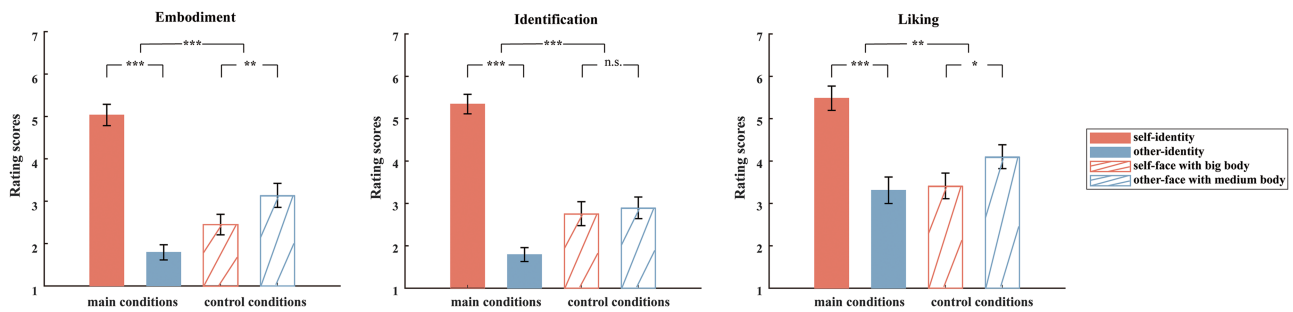 Embodiment
Rating scores
7
6
5
4
3
2
1
***
***
**
main conditions
control conditions
Identification
Rating scores
7
6
5
4
3
2
1
***
***
n.s.
main conditions
control conditions
Liking
Rating scores
7
6
5
4
3
2
1
**
***
*
main conditions
control conditions
self-identity
other-identity
self-face with big body
other-face with medium body